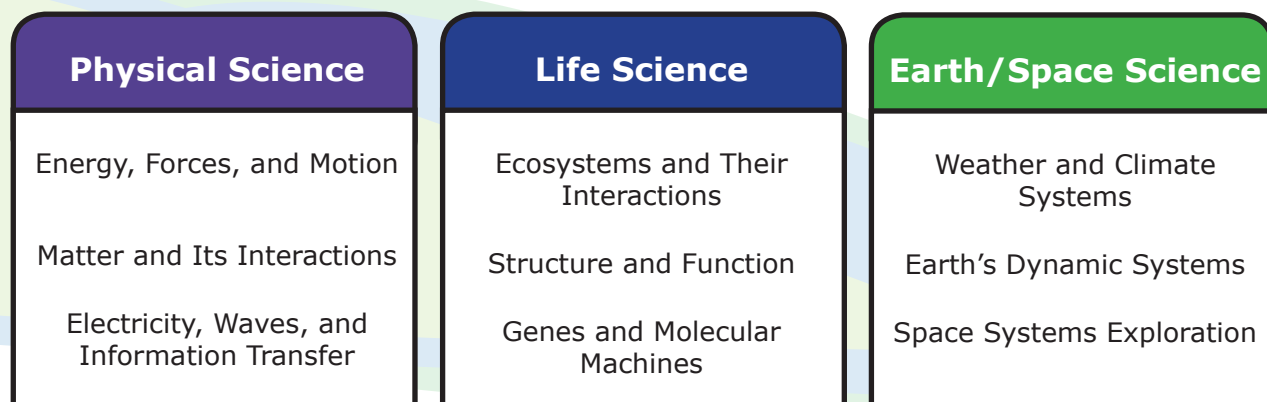 Physical Science
Energy, Forces, and Motion
Matter and Its Interactions
Electricity, Waves, and
Information Transfer
Life Science
Ecosystems and Their
Interactions
Structure and Function
Genes and Molecular
Machines
Earth/Space Science
Weather and Climate
Systems
Earth’s Dynamic Systems
Space Systems Exploration